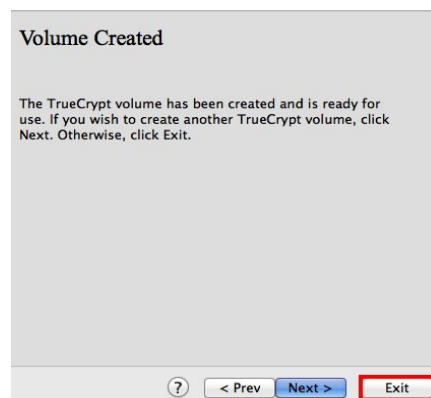 Volume Created
The TrueCrypt volume has been created and is ready for
use. If you wish to create another TrueCrypt volume, click
Next. Otherwise, click Exit.
? < Prev Next > Exit